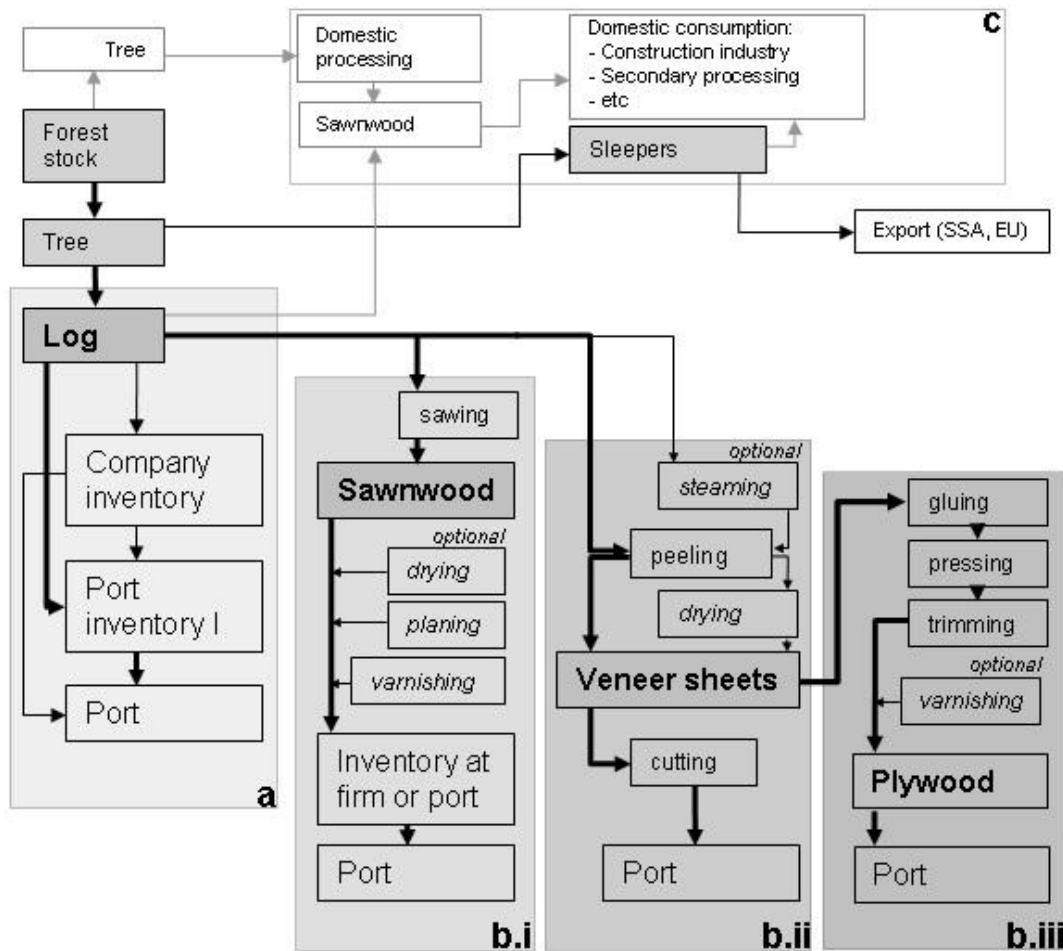 c
Tree
Domestic
processing
Domestic consumption:
- Construction industry
- Secondary processing
- etc
Sawnwood
Forest
stock
Sleepers
Tree
Export (SSA, EU)
Log
Company
inventory
Port
inventory I
Port
a
sawing
Sawnwood
optional
drying
planing
varnishing
Inventory at
firm or port
Port
b.i
optional
steaming
peeling
drying
Veneer sheets
cutting
Port
b.ii
gluing
pressing
trimming
optional
varnishing
Plywood
Port
b.iii